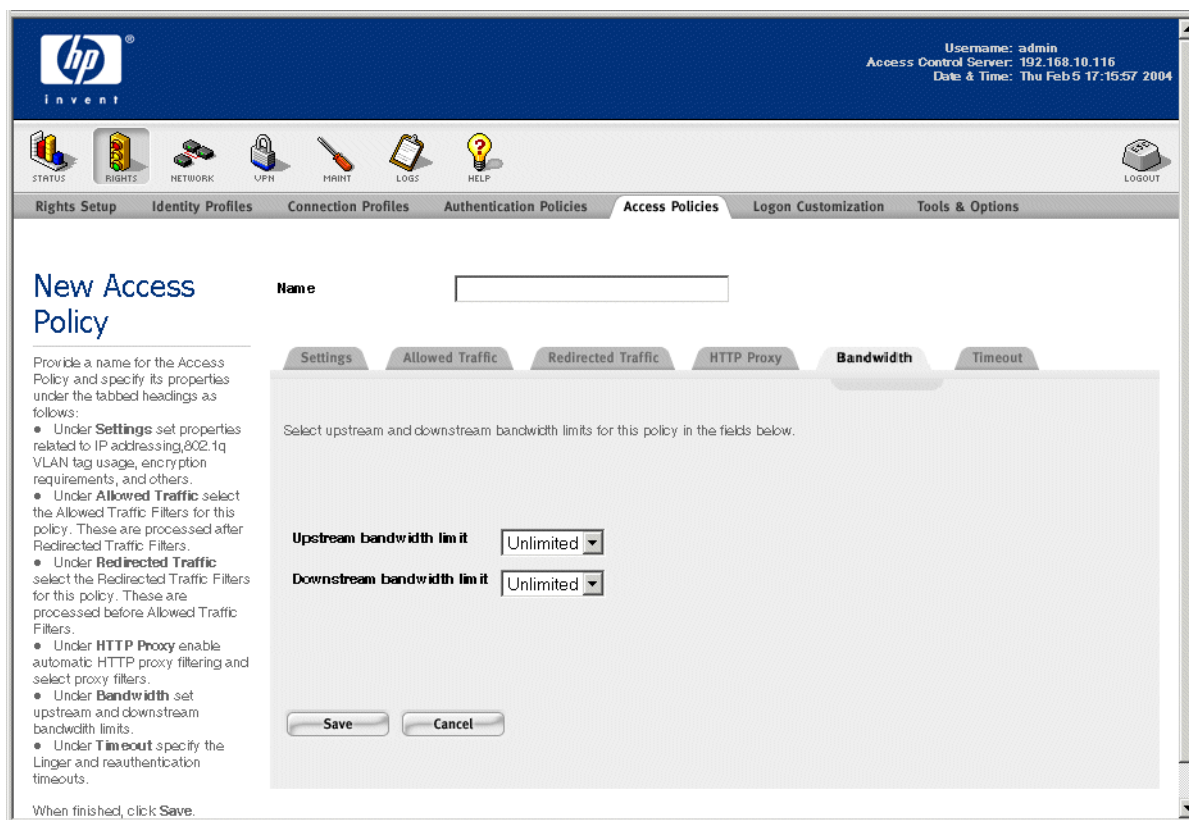 hp
®
invent
Username: admin
Access Control Server: 192.168.10.116
Date & Time: Thu Feb 5 17:15:57 2004
STATUS
RIGHTS
NETWORK
VPN
MAINT
LOGS
HELP
LOGOUT
Rights Setup
Identity Profiles
Connection Profiles
Authentication Policies
Access Policies
Logon Customization
Tools & Options
New Access
Policy
Provide a name for the Access
Policy and specify its properties
under the tabbed headings as
follows:
● Under Settings set properties
related to IP addressing,802.1q
VLAN tag usage, encryption
requirements, and others.
● Under Allowed Traffic select
the Allowed Traffic Filters for this
policy. These are processed after
Redirected Traffic Filters.
● Under Redirected Traffic
select the Redirected Traffic Filters
for this policy. These are
processed before Allowed Traffic
Filters.
● Under HTTP Proxy enable
automatic HTTP proxy filtering and
select proxy filters.
● Under Bandwidth set
upstream and downstream
bandwdith limits.
● Under Timeout specify the
Linger and reauthentication
timeouts.
When finished, click Save.
Name
Settings
Allowed Traffic
Redirected Traffic
HTTP Proxy
Bandwidth
Timeout
Select upstream and downstream bandwidth limits for this policy in the fields below.
Upstream bandwidth limit Unlimited
Downstream bandwidth limit Unlimited
Save
Cancel